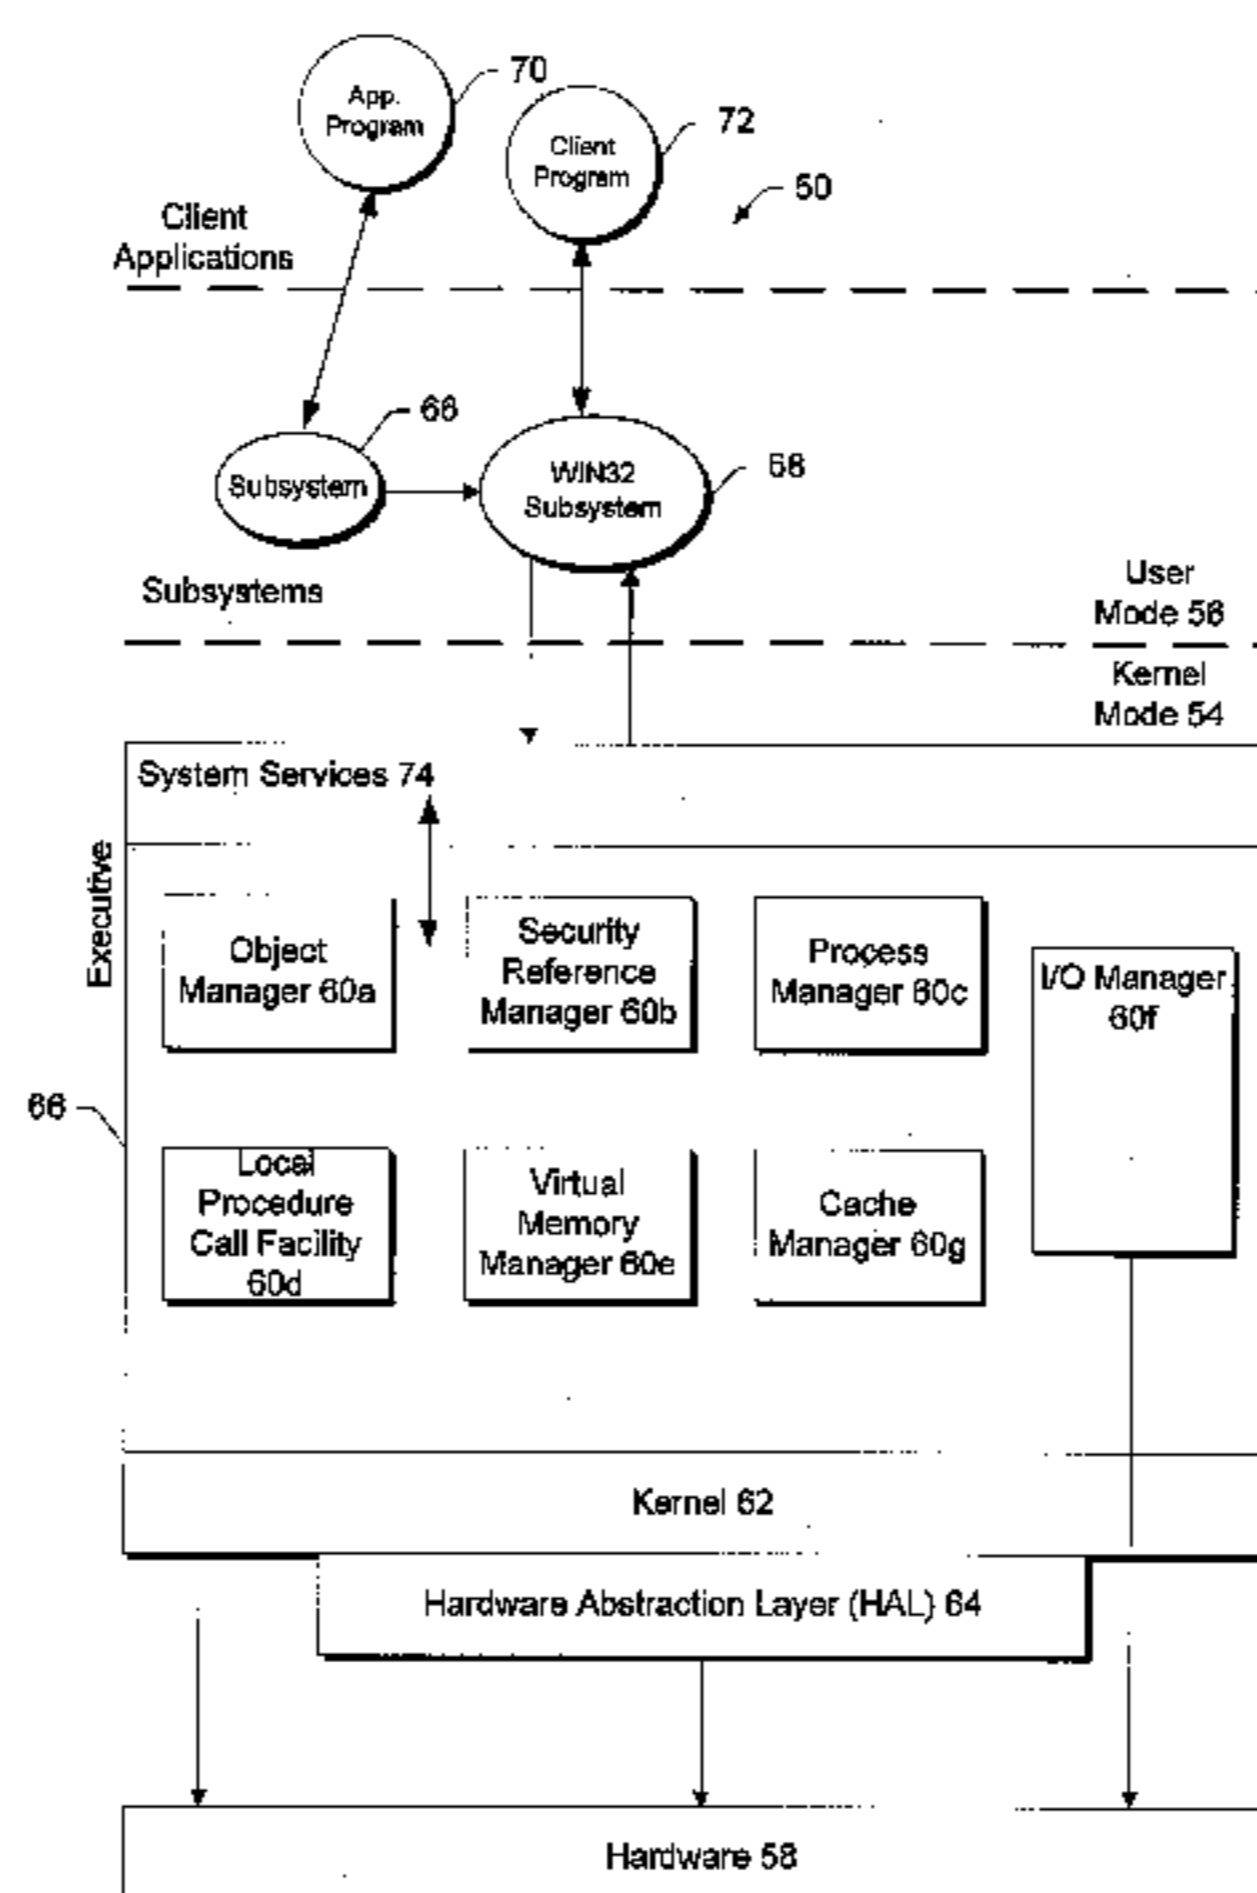 70
App.
Program
72
Client
Program
50
Client
Applications
66
Subsystem
WIN32
Subsystem
68
Subsystems
User
Mode 56
Kernel
Mode 54
System Services 74
Executive
Object
Manager 60a
Security
Reference
Manager 60b
Process
Manager 60c
I/O Manager
60f
66
Local
Procedure
Call Facility
60d
Virtual
Memory
Manager 60e
Cache
Manager 60g
Kernel 62
Hardware Abstraction Layer (HAL) 64
Hardware 58